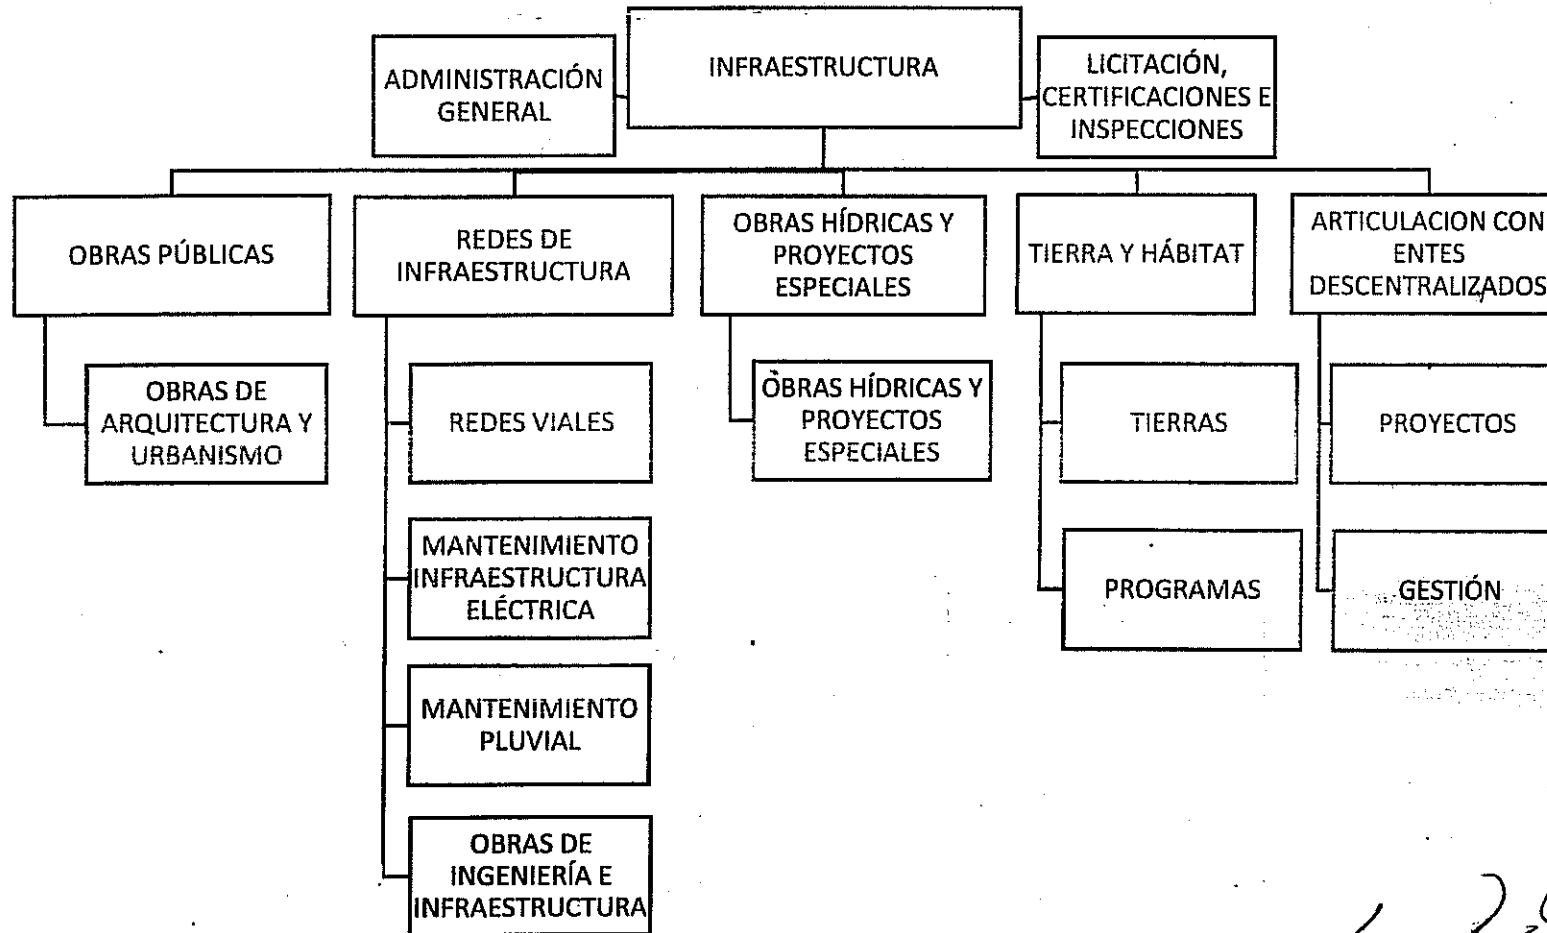 ADMINISTRACIÓN
GENERAL
INFRAESTRUCTURA
LICITACIÓN,
CERTIFICACIONES E
INSPECCIONES
OBRAS PÚBLICAS
REDES DE
INFRAESTRUCTURA
OBRAS HÍDRICAS Y
PROYECTOS
ESPECIALES
TIERRA Y HÁBITAT
ARTICULACION CON
ENTES
DESCENTRALIZADOS
OBRAS DE
ARQUITECTURA Y
URBANISMO
REDES VIALES
MANTENIMIENTO
INFRAESTRUCTURA
ELÉCTRICA
MANTENIMIENTO
PLUVIAL
OBRAS DE
INGENIERÍA E
INFRAESTRUCTURA
OBRAS HÍDRICAS Y
PROYECTOS
ESPECIALES
TIERRAS
PROGRAMAS
PROYECTOS
GESTIÓN